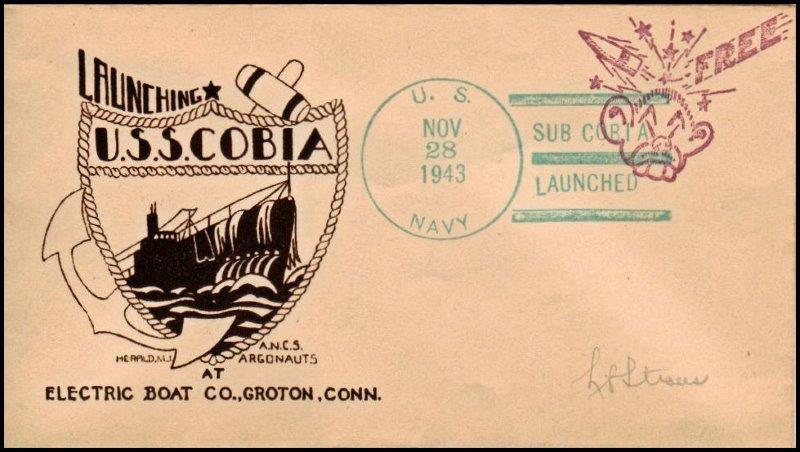 LAUNCHING
U.S.S. COBIA
HERALD, N.J.
A.N.C.S.
ARGONAUTS
AT
ELECTRIC BOAT CO., GROTON, CONN.
U. S.
NOV
28
1943
NAVY
SUB COBIA
LAUNCHED
FREE